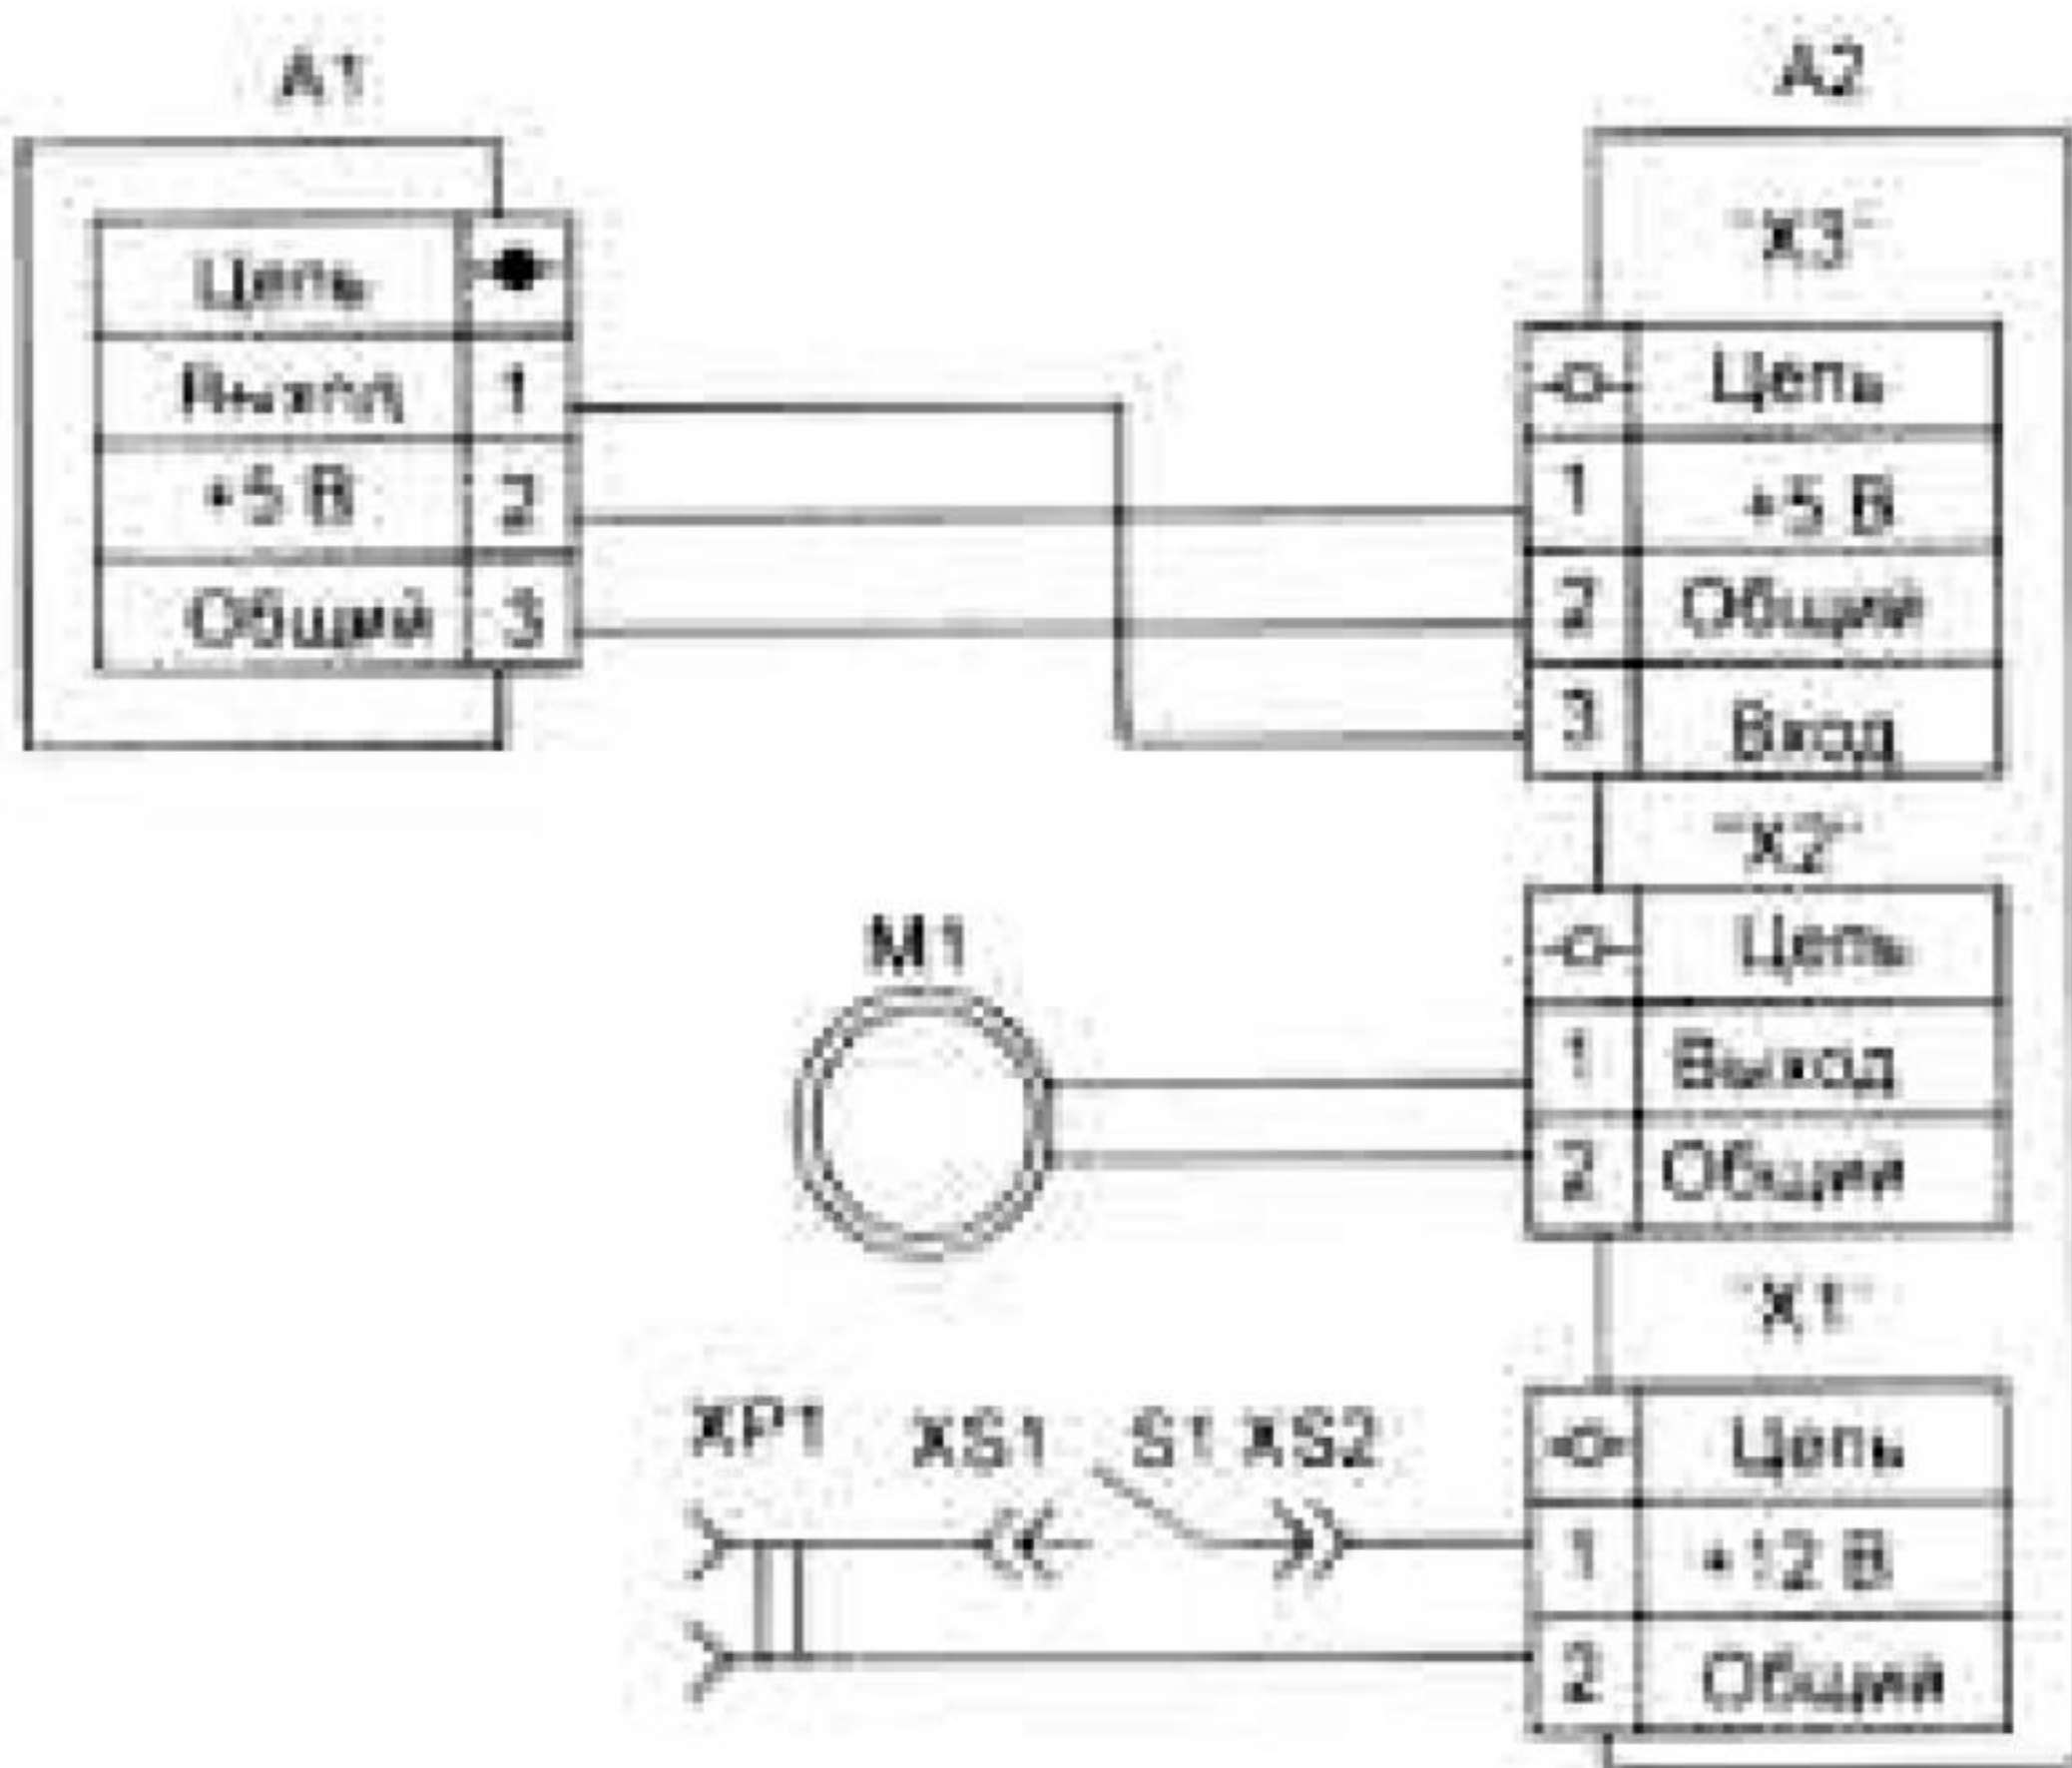 A1
Цепь
Выход 1
+5 В 2
Общий 3
A2
"X3"
Цепь
1 +5 В
2 Общий
3 Вход
"X2"
Цепь
1 Выход
2 Общий
M1
"X1"
Цепь
1 +12 В
2 Общий
XP1 XS1 S1 XS2